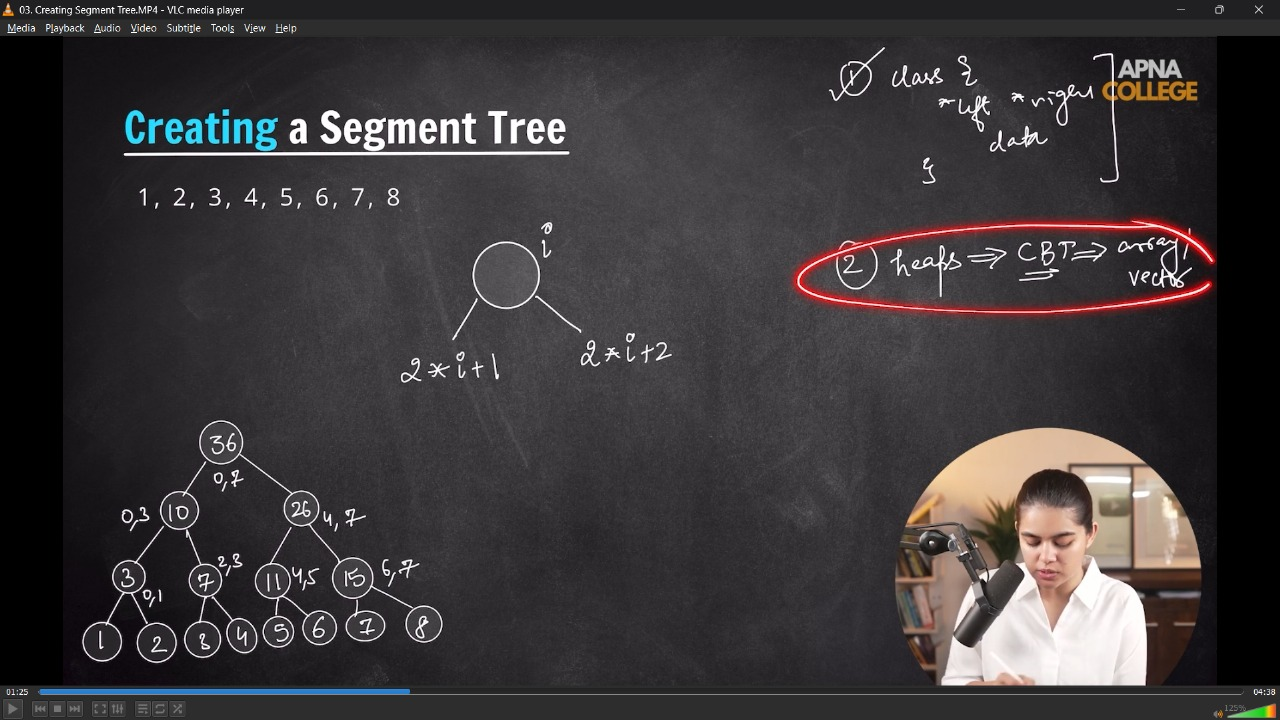 03. Creating Segment Tree.MP4 - VLC media player
Media Playback Audio Video Subtitle Tools View Help
1 class {
*left *right
data
}
APNA
COLLEGE
Creating a Segment Tree
1, 2, 3, 4, 5, 6, 7, 8
i
2*i+1 2*i+2
2 heaps ⇒ CBT ⇒ array,
vector
36
0,7
0,3 10 26 4,7
3 0,1 7 2,3 11 4,5 15 6,7
1 2 3 4 5 6 7 8
01:25 04:38
125%